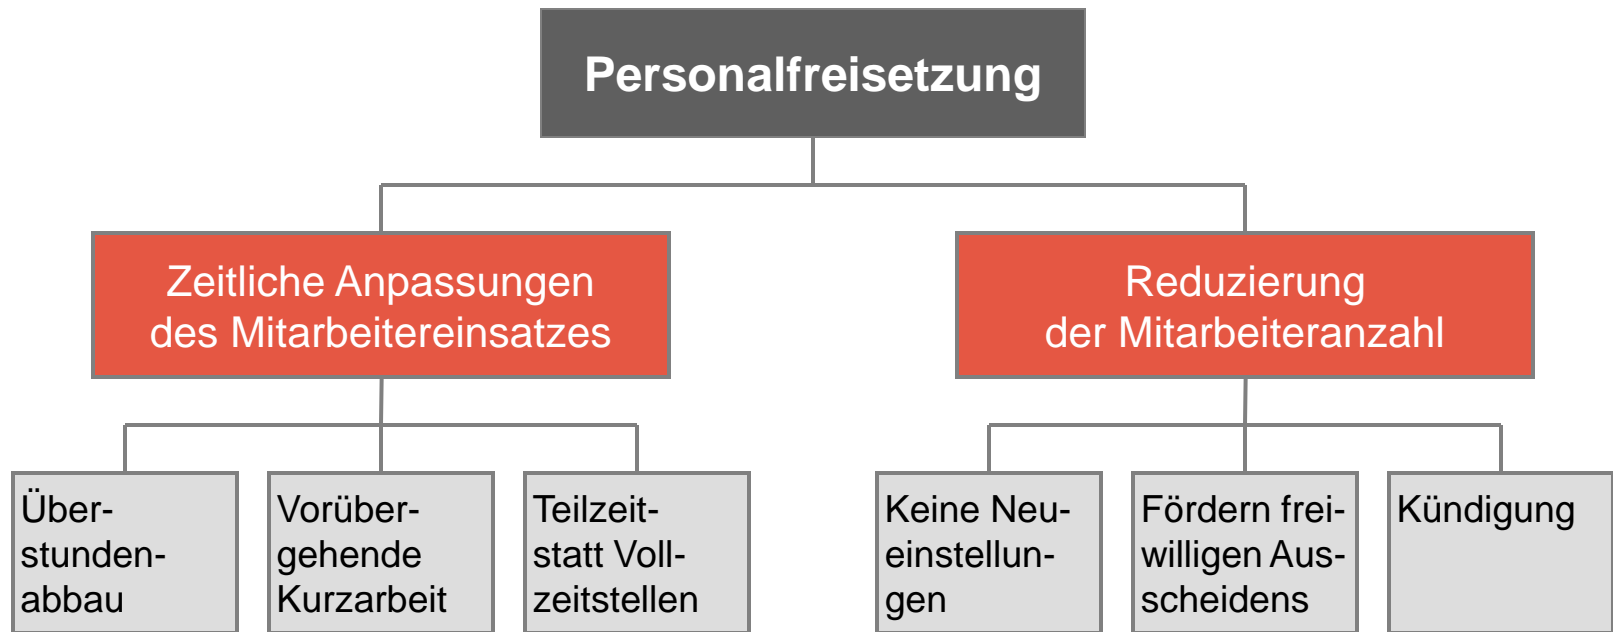 Personalfreisetzung
Zeitliche Anpassungen
des Mitarbeitereinsatzes
Reduzierung
der Mitarbeiteranzahl
Über-
stunden-
abbau
Vorüber-
gehende
Kurzarbeit
Teilzeit-
statt Voll-
zeitstellen
Keine Neu-
einstellun-
gen
Fördern frei-
willigen Aus-
scheidens
Kündigung